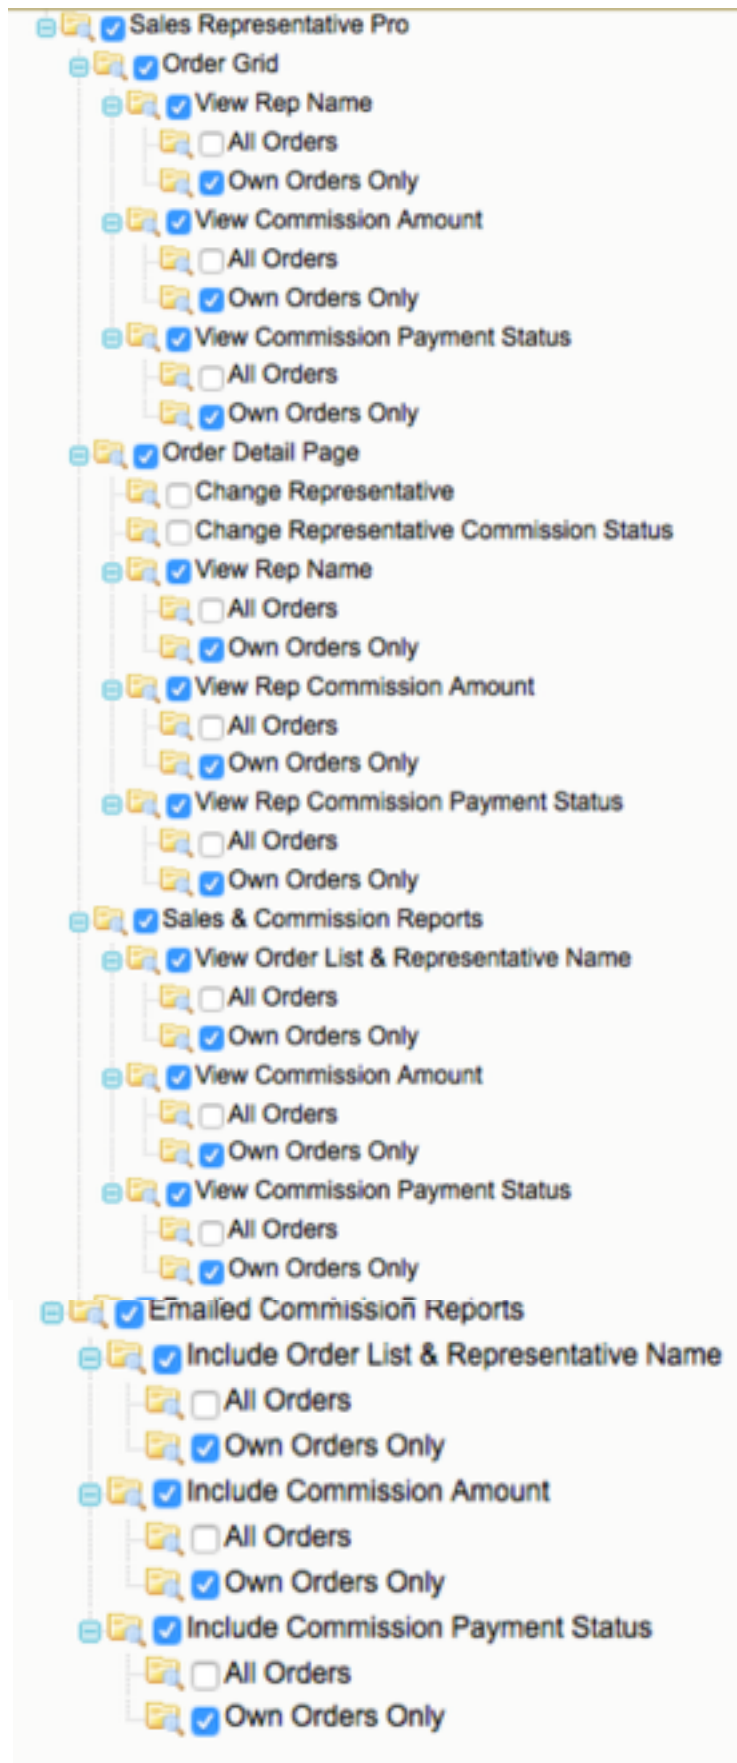 Sales Representative Pro
Order Grid
View Rep Name
All Orders
Own Orders Only
View Commission Amount
All Orders
Own Orders Only
View Commission Payment Status
All Orders
Own Orders Only
Order Detail Page
Change Representative
Change Representative Commission Status
View Rep Name
All Orders
Own Orders Only
View Rep Commission Amount
All Orders
Own Orders Only
View Rep Commission Payment Status
All Orders
Own Orders Only
Sales & Commission Reports
View Order List & Representative Name
All Orders
Own Orders Only
View Commission Amount
All Orders
Own Orders Only
View Commission Payment Status
All Orders
Own Orders Only
Emailed Commission Reports
Include Order List & Representative Name
All Orders
Own Orders Only
Include Commission Amount
All Orders
Own Orders Only
Include Commission Payment Status
All Orders
Own Orders Only